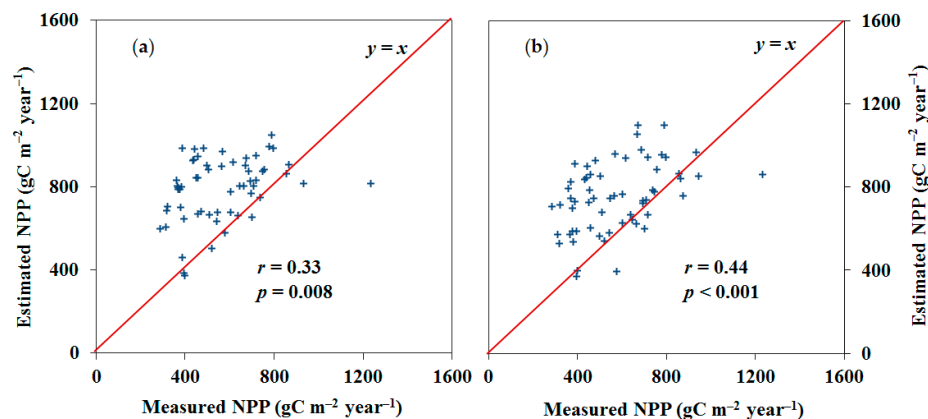 1600
1200
800
400
0
Estimated NPP (gC m⁻² year⁻¹)
(a)
y = x
r = 0.33
p = 0.008
0 400 800 1200 1600
Measured NPP (gC m⁻² year⁻¹)
(b)
y = x
r = 0.44
p < 0.001
0 400 800 1200 1600
Measured NPP (gC m⁻² year⁻¹)
1600
1200
800
400
0
Estimated NPP (gC m⁻² year⁻¹)